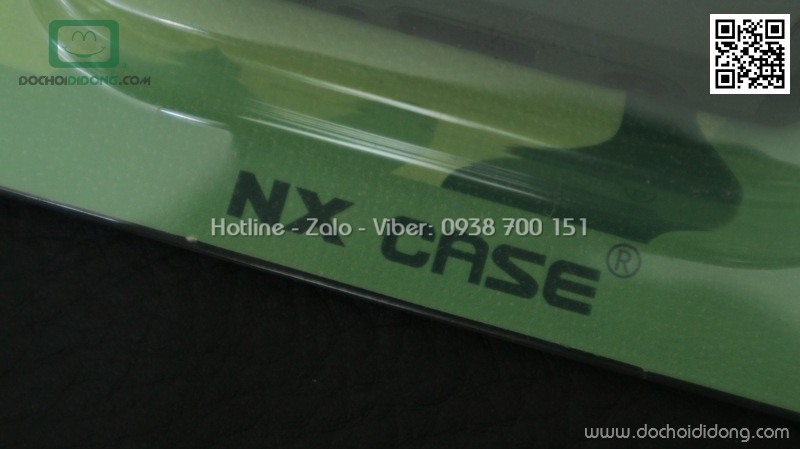 DOCHOIDIDONG.COM
NX CASE®
Hotline - Zalo - Viber: 0938 700 151
www.dochoididong.com